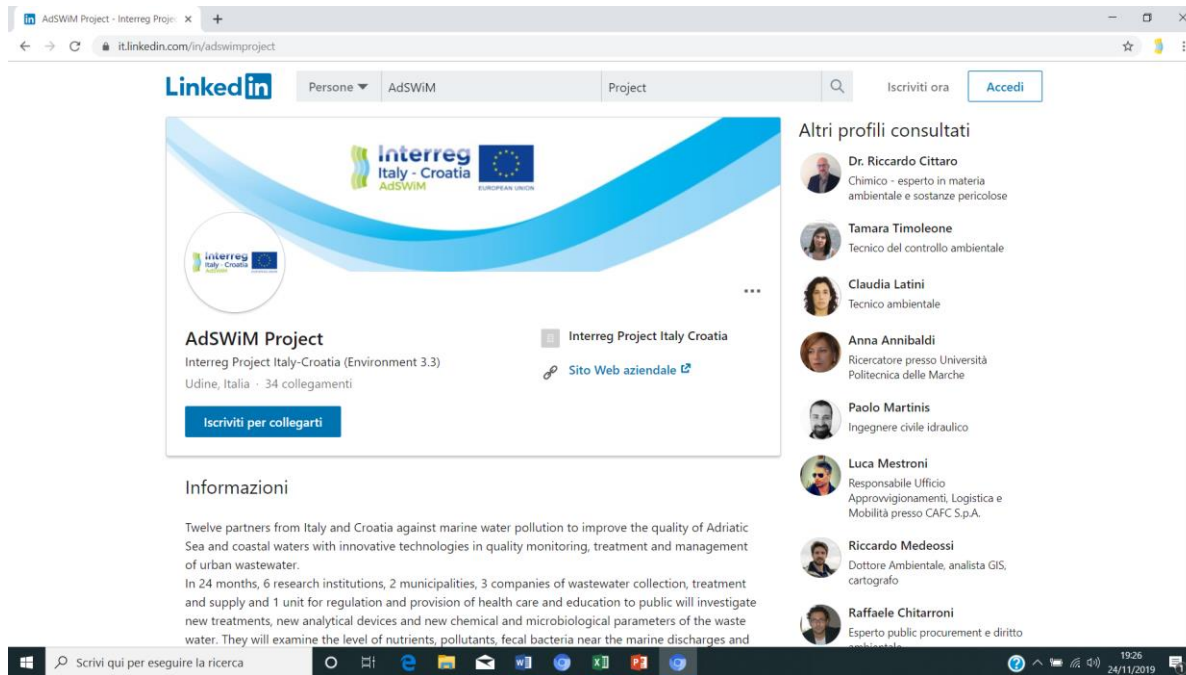 AdSWiM Project - Interreg Proje
it.linkedin.com/in/adswimproject
Linked in
Persone
AdSWiM
Project
Iscriviti ora
Accedi
Interreg
Italy - Croatia
AdSWiM
EUROPEAN UNION
Interreg
Italy - Croatia
AdSWiM
AdSWiM Project
Interreg Project Italy-Croatia (Environment 3.3)
Udine, Italia · 34 collegamenti
Iscriviti per collegarti
Interreg Project Italy Croatia
Sito Web aziendale
Informazioni
Twelve partners from Italy and Croatia against marine water pollution to improve the quality of Adriatic
Sea and coastal waters with innovative technologies in quality monitoring, treatment and management
of urban wastewater.
In 24 months, 6 research institutions, 2 municipalities, 3 companies of wastewater collection, treatment
and supply and 1 unit for regulation and provision of health care and education to public will investigate
new treatments, new analytical devices and new chemical and microbiological parameters of the waste
water. They will examine the level of nutrients, pollutants, fecal bacteria near the marine discharges and
Altri profili consultati
Dr. Riccardo Cittaro
Chimico - esperto in materia
ambientale e sostanze pericolose
Tamara Timoleone
Tecnico del controllo ambientale
Claudia Latini
Tecnico ambientale
Anna Annibaldi
Ricercatore presso Università
Politecnica delle Marche
Paolo Martinis
Ingegnere civile idraulico
Luca Mestroni
Responsabile Ufficio
Approvvigionamenti, Logistica e
Mobilità presso CAFC S.p.A.
Riccardo Medeossi
Dottore Ambientale, analista GIS,
cartografo
Raffaele Chitarroni
Esperto public procurement e diritto
ambientale
Scrivi qui per eseguire la ricerca
19:26
24/11/2019